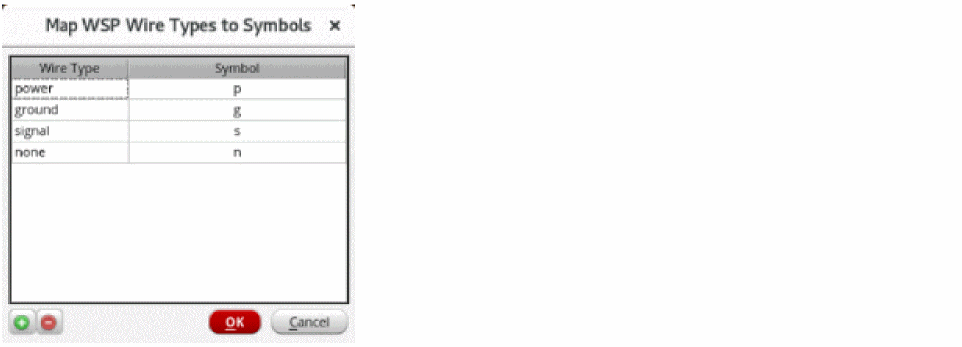 Map WSP Wire Types to Symbols ×
Wire Type Symbol
power p
ground g
signal s
none n
OK Cancel